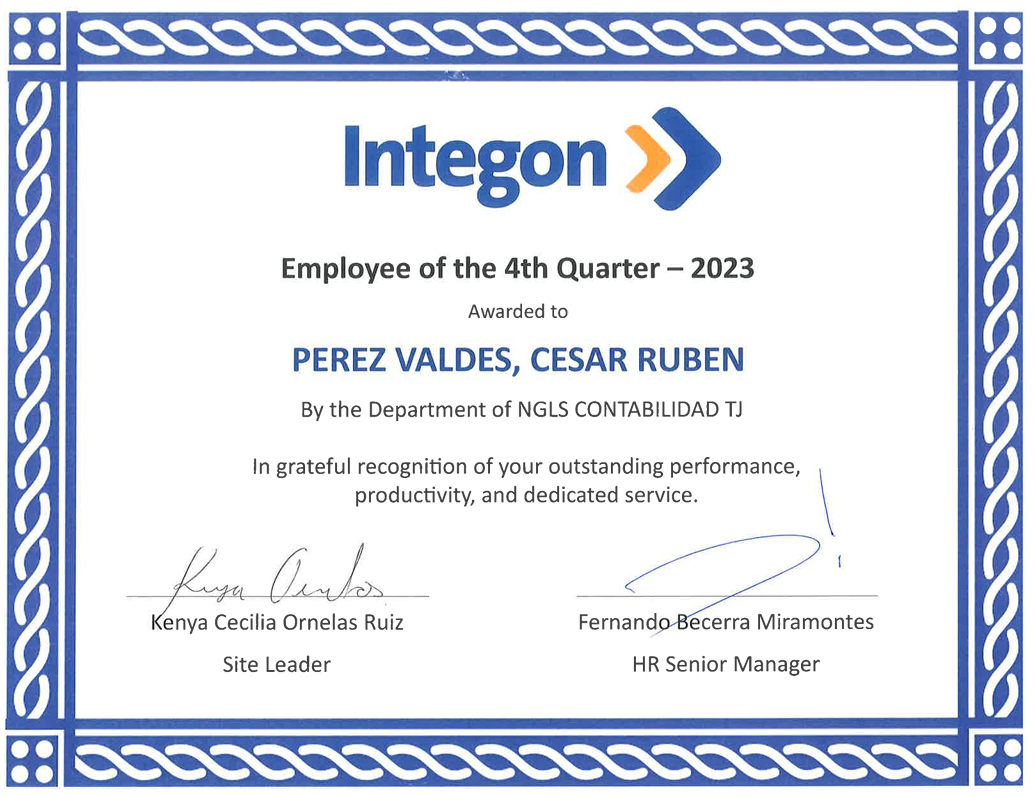 Integon
Employee of the 4th Quarter – 2023
Awarded to
PEREZ VALDES, CESAR RUBEN
By the Department of NGLS CONTABILIDAD TJ
In grateful recognition of your outstanding performance,
productivity, and dedicated service.
Kenya Cecilia Ornelas Ruiz
Site Leader
Fernando Becerra Miramontes
HR Senior Manager